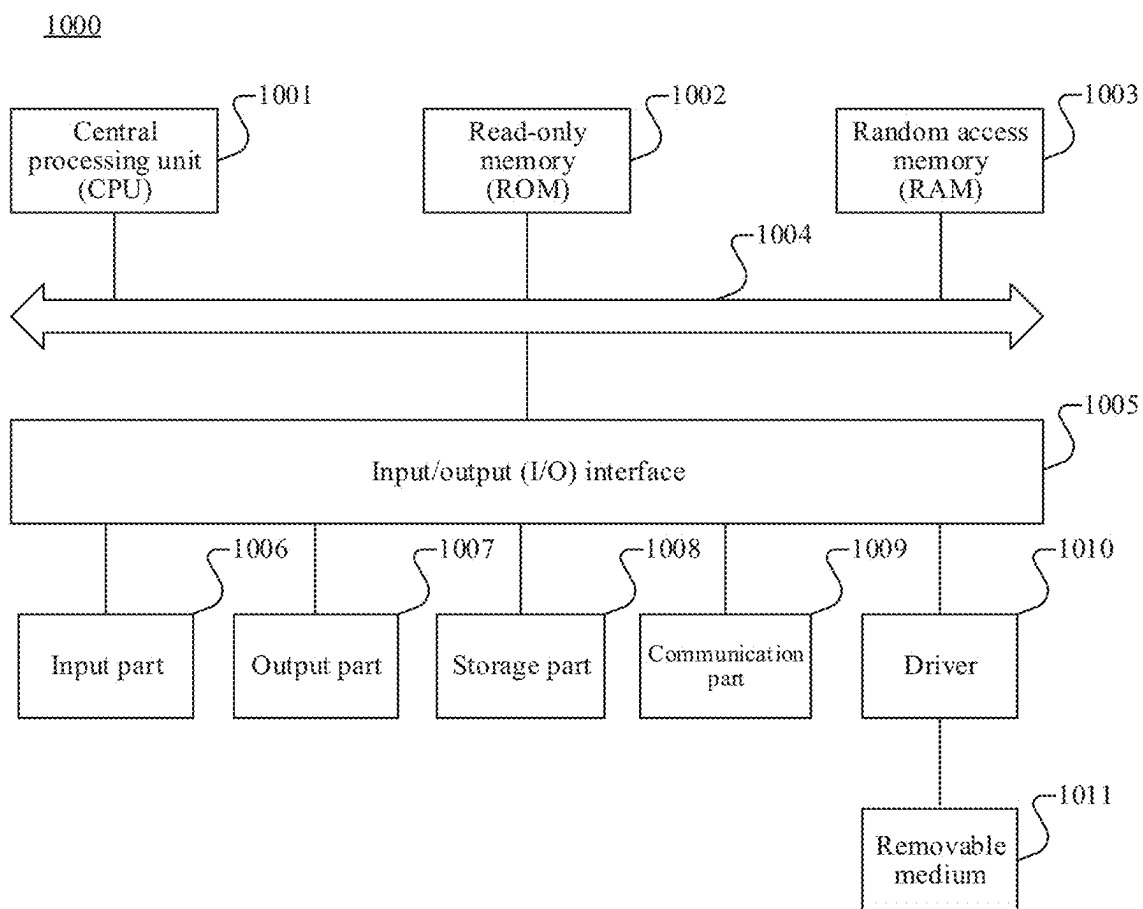 1000
1001
1002
1003
Central
processing unit
(CPU)
Read-only
memory
(ROM)
Random access
memory
(RAM)
1004
1005
Input/output (I/O) interface
1006
1007
1008
1009
1010
Input part
Output part
Storage part
Communication
part
Driver
1011
Removable
medium